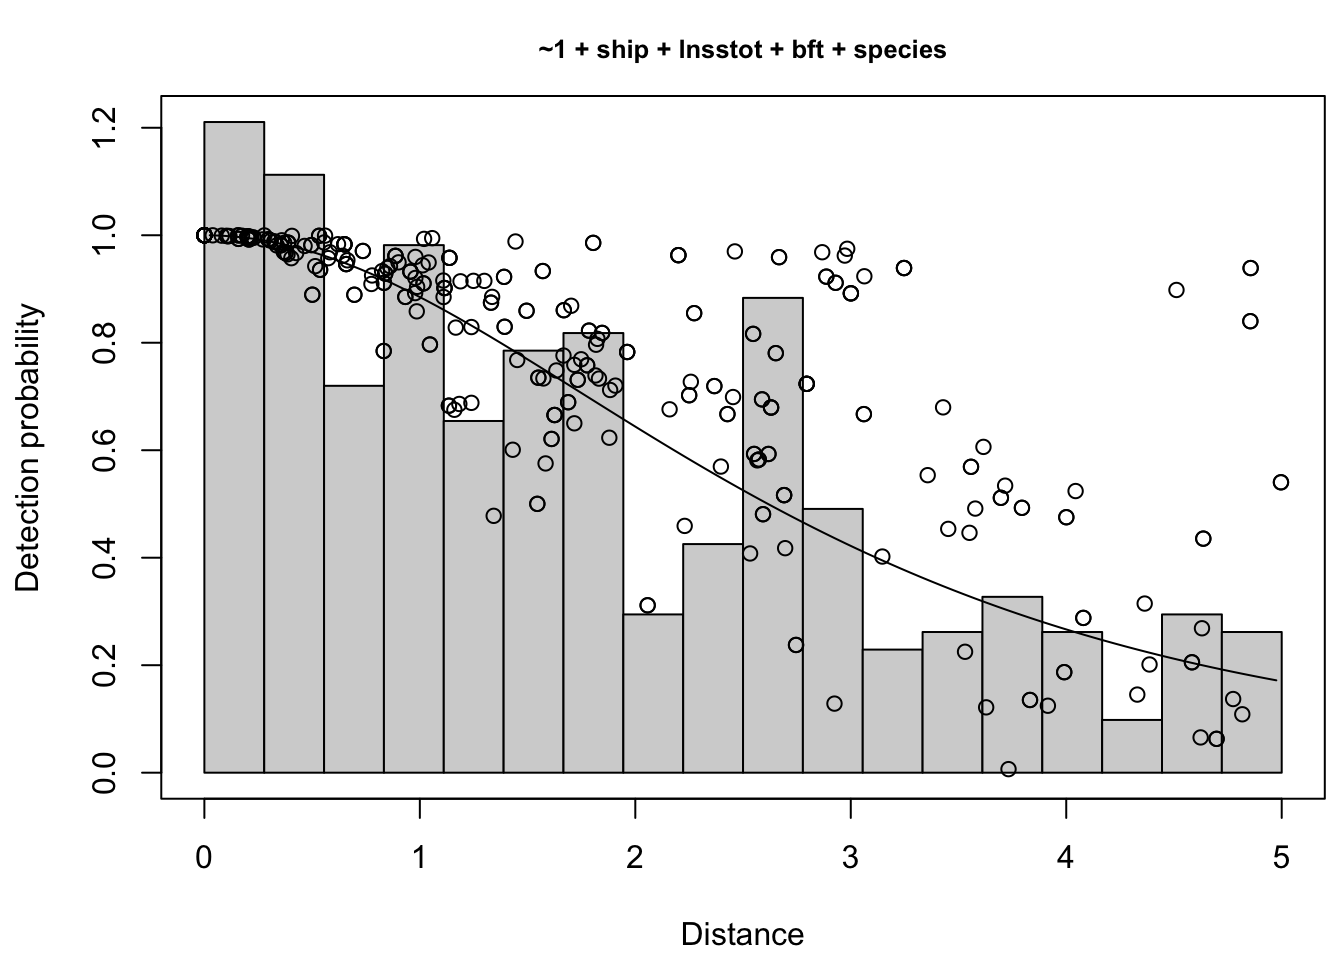 ~1 + ship + lnsstot + bft + species
1.2
1.0
0.8
0.6
0.4
0.2
0.0
Detection probability
0 1 2 3 4 5
Distance